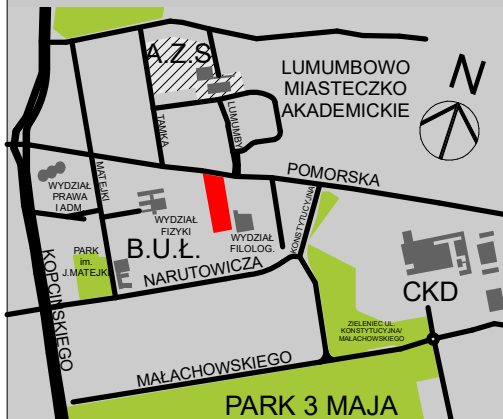 A.Z.S
LUMUMBOWO
MIASTECZKO
AKADEMICKIE
N
TAMKA
LUMUMBY
MATEJKI
POMORSKA
WYDZIAŁ
PRAWA
I ADM.
WYDZIAŁ
FIZYKI
WYDZIAŁ
FILOLOG.
KONSTYTUCYJNA
B.U.Ł.
PARK
im.
J.MATEJKI
NARUTOWICZA
KOPCIŃSKIEGO
CKD
ZIELENIEC UL.
KONSTYTUCYJNA/
MAŁACHOWSKIEGO
MAŁACHOWSKIEGO
PARK 3 MAJA